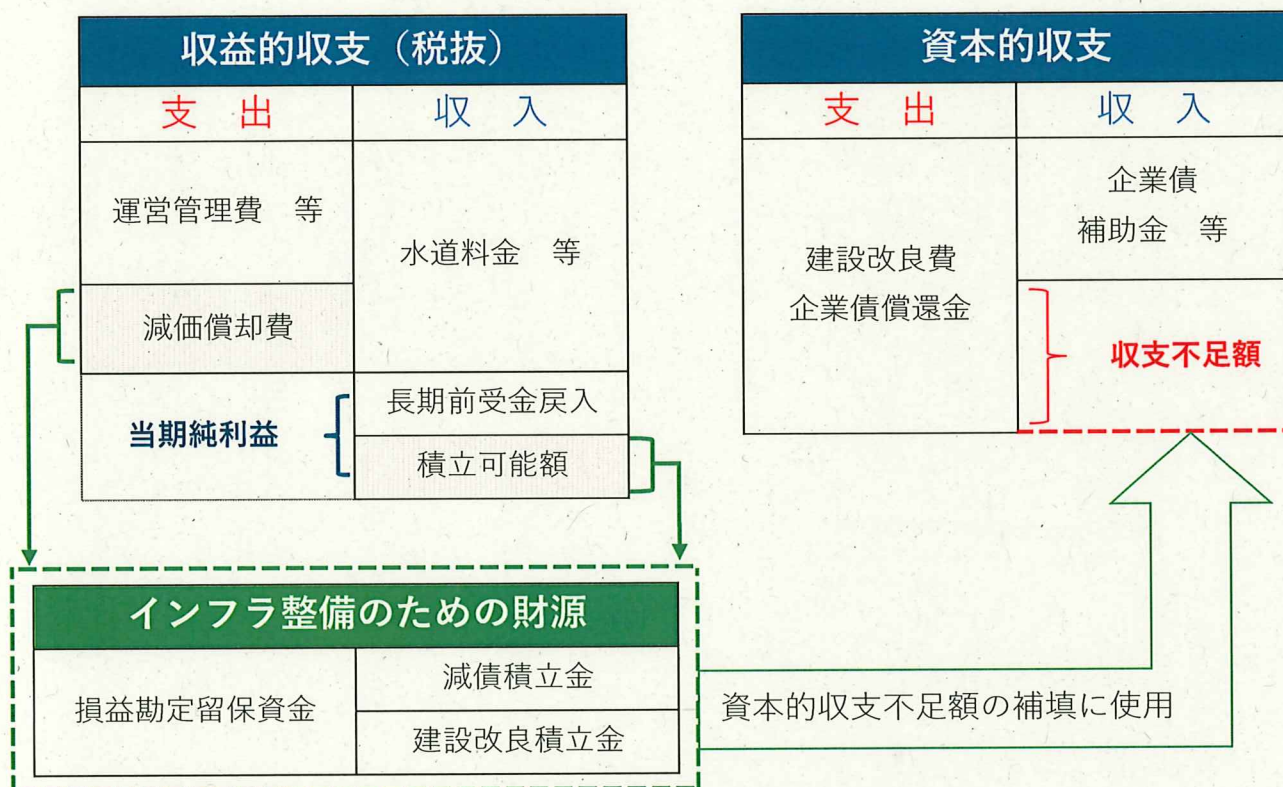 収益的収支（税抜）
支　出
収　入
運営管理費　等
水道料金　等
減価償却費
当期純利益
長期前受金戻入
積立可能額
資本的収支
支　出
収　入
建設改良費
企業債償還金
企業債
補助金　等
収支不足額
インフラ整備のための財源
損益勘定留保資金
減債積立金
建設改良積立金
資本的収支不足額の補填に使用